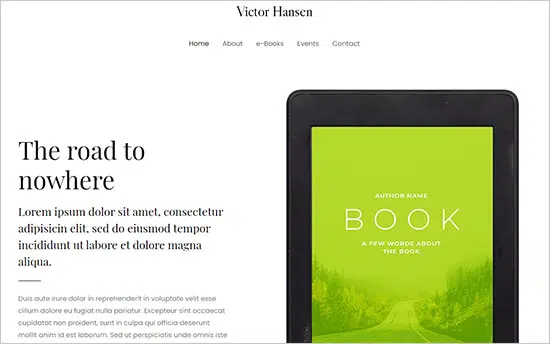 Victor Hansen
Home About e-Books Events Contact
The road to
nowhere
Lorem ipsum dolor sit amet, consectetur
adipisicin elit, sed do eiusmod tempor
incididunt ut labore et dolore magna
aliqua.
Duis aute irure dolor in reprehenderit in voluptate velit esse
cillum dolore eu fugiat nulla pariatur. Excepteur sint occaecat
cupidatat non proident, sunt in culpa qui officia deserunt
mollit anim id est laborum. Sed ut perspiciatis unde omnis iste
AUTHOR NAME
BOOK
A FEW WORDS ABOUT
THE BOOK